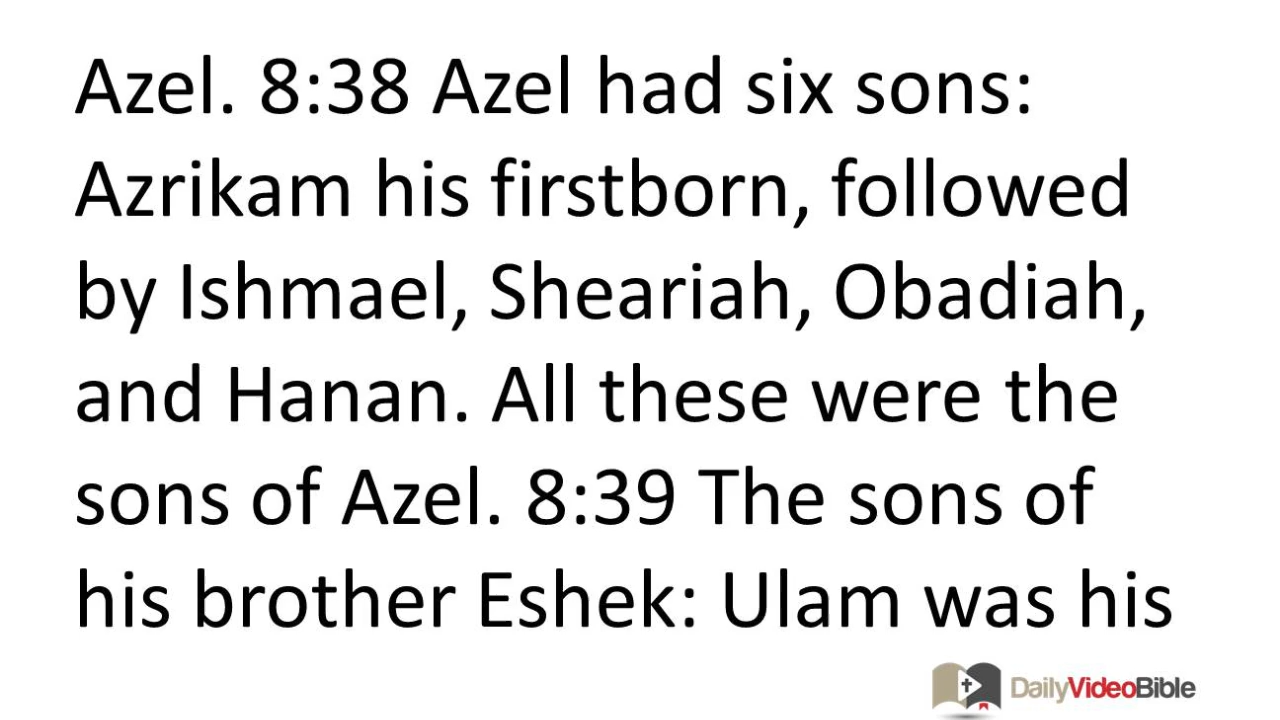 Azel. 8:38 Azel had six sons:
Azrikam his firstborn, followed
by Ishmael, Sheariah, Obadiah,
and Hanan. All these were the
sons of Azel. 8:39 The sons of
his brother Eshek: Ulam was his
DailyVideoBible